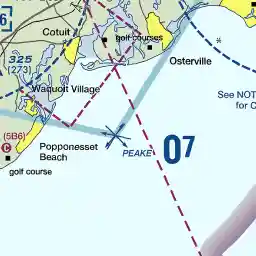 6
Cotuit
golf courses
325
(273)
Osterville
Waquoit Village
See NOT
for C
(5B6)
C
Popponesset
Beach
PEAKE
07
golf course